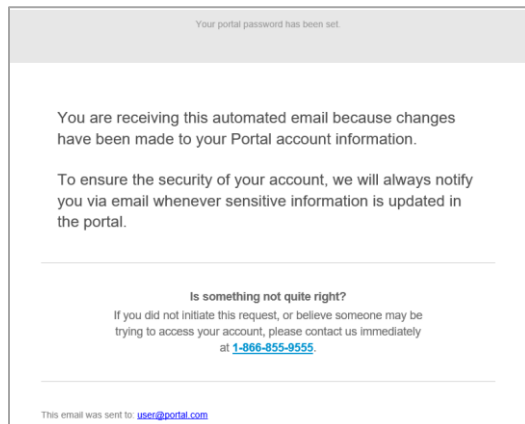 Your portal password has been set.
You are receiving this automated email because changes
have been made to your Portal account information.
To ensure the security of your account, we will always notify
you via email whenever sensitive information is updated in
the portal.
Is something not quite right?
If you did not initiate this request, or believe someone may be
trying to access your account, please contact us immediately
at 1-866-855-9555.
This email was sent to: user@portal.com